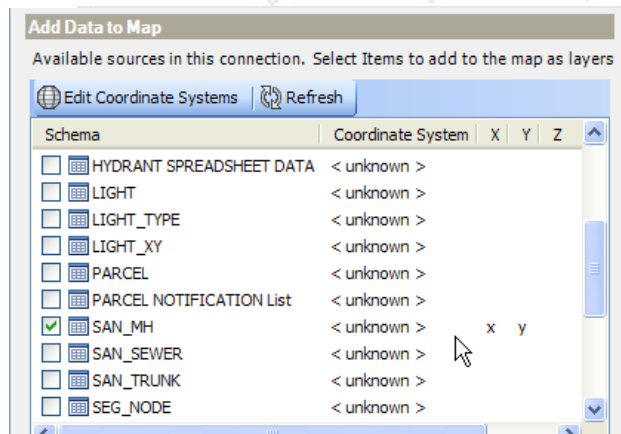 Add Data to Map
Available sources in this connection. Select Items to add to the map as layers
Edit Coordinate Systems Refresh
Schema Coordinate System X Y Z
HYDRANT SPREADSHEET DATA < unknown >
LIGHT < unknown >
LIGHT_TYPE < unknown >
LIGHT_XY < unknown >
PARCEL < unknown >
PARCEL NOTIFICATION List < unknown >
SAN_MH < unknown > x y
SAN_SEWER < unknown >
SAN_TRUNK < unknown >
SEG_NODE < unknown >